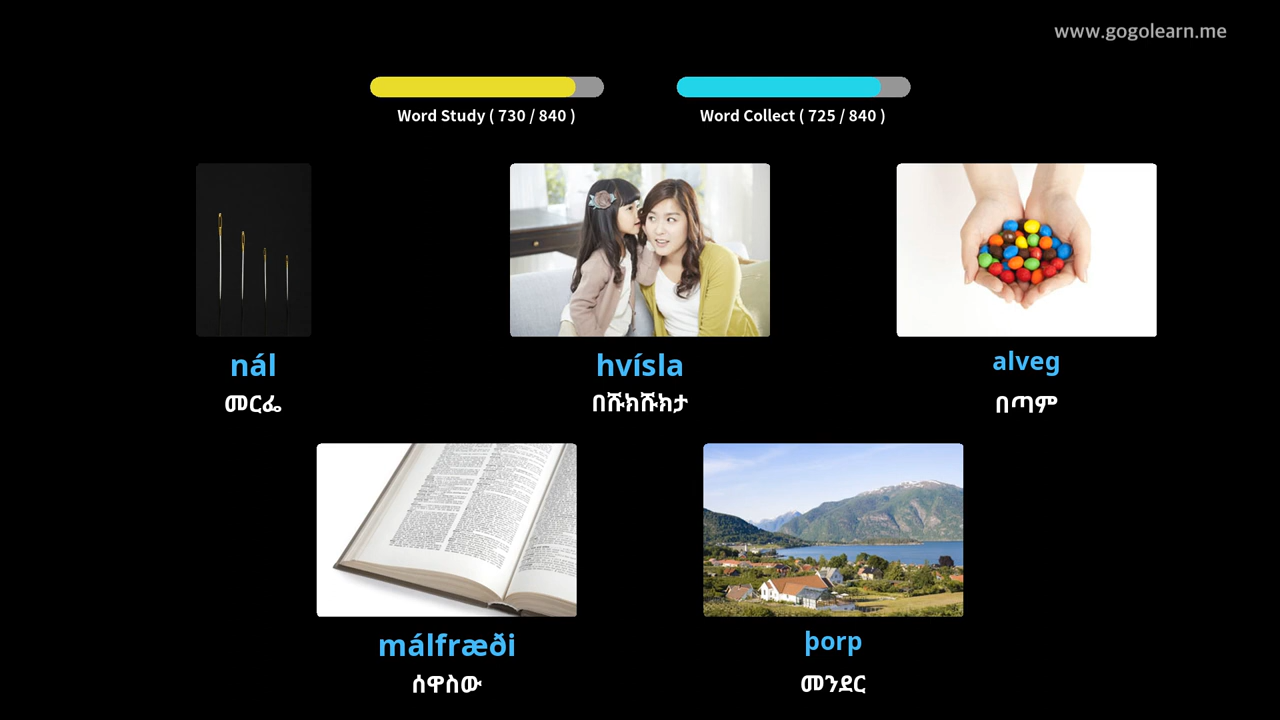 www.gogolearn.me
Word Study ( 730 / 840 )
Word Collect ( 725 / 840 )
nál
hvísla
alveg
መርፌ
በሹክሹክታ
በጣም
málfræði
þorp
ሰዋስው
መንደር